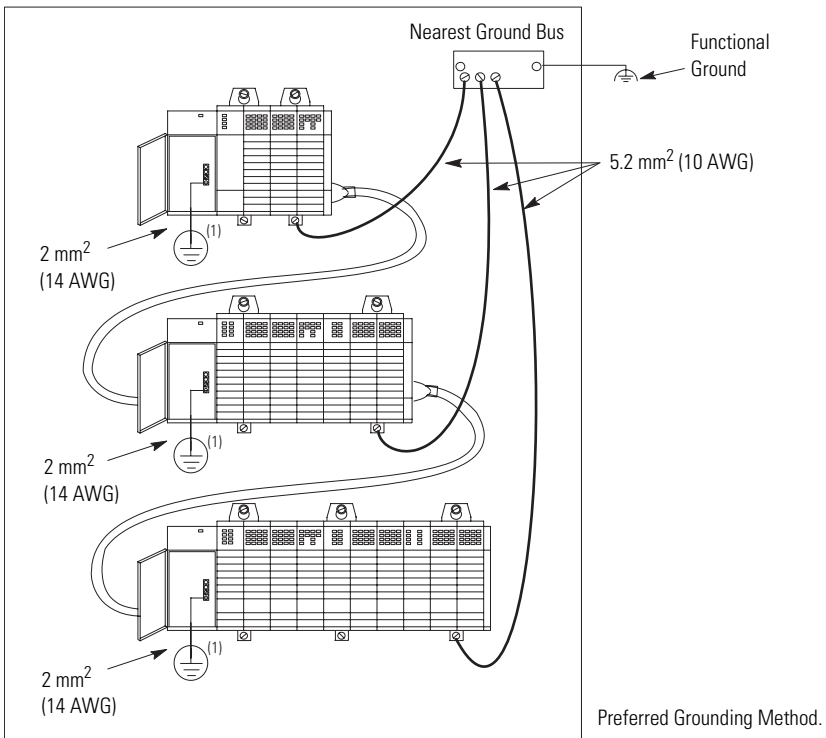 Nearest Ground Bus
Functional
Ground
5.2 mm² (10 AWG)
(1)
2 mm²
(14 AWG)
(1)
2 mm²
(14 AWG)
(1)
2 mm²
(14 AWG)
Preferred Grounding Method.